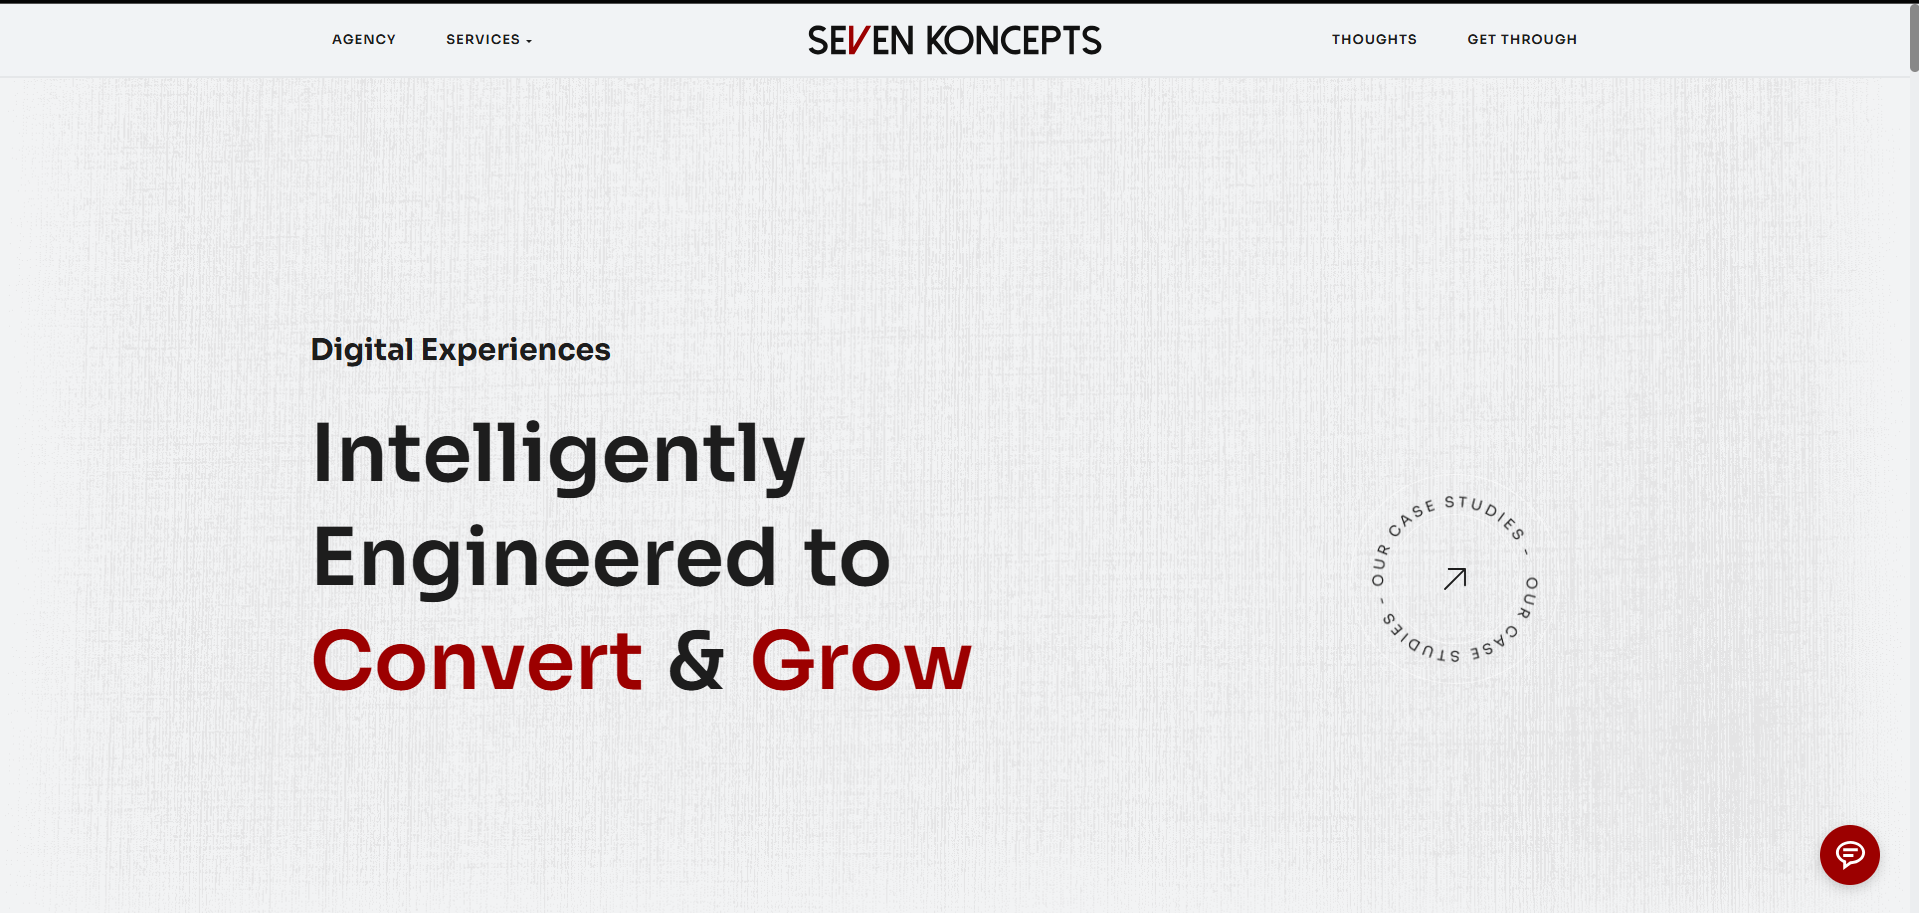 AGENCY
SERVICES
SEVEN KONCEPTS
THOUGHTS
GET THROUGH
Digital Experiences
Intelligently
Engineered to
Convert & Grow
OUR CASE STUDIES - OUR CASE STUDIES -